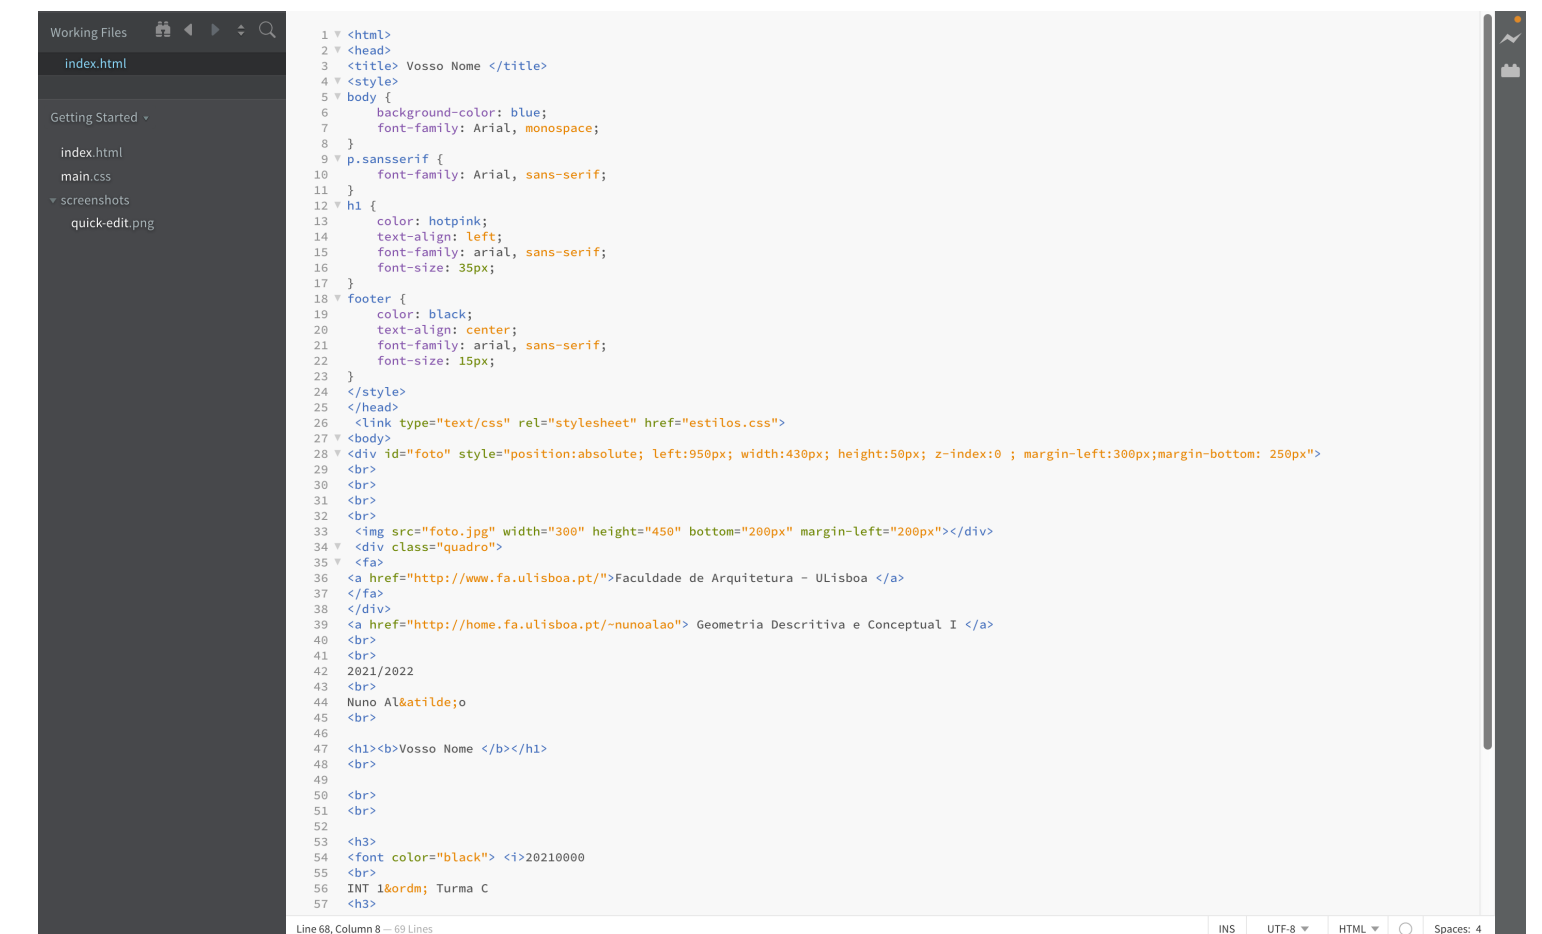 Working Files
index.html
Getting Started
index.html
main.css
screenshots
quick-edit.png
1 <html>
2 <head>
3 <title> Vosso Nome </title>
4 <style>
5 body {
6     background-color: blue;
7     font-family: Arial, monospace;
8 }
9 p.sansserif {
10     font-family: Arial, sans-serif;
11 }
12 h1 {
13     color: hotpink;
14     text-align: left;
15     font-family: arial, sans-serif;
16     font-size: 35px;
17 }
18 footer {
19     color: black;
20     text-align: center;
21     font-family: arial, sans-serif;
22     font-size: 15px;
23 }
24 </style>
25 </head>
26  <link type="text/css" rel="stylesheet" href="estilos.css">
27 <body>
28 <div id="foto" style="position:absolute; left:950px; width:430px; height:50px; z-index:0 ; margin-left:300px;margin-bottom: 250px">
29 <br>
30 <br>
31 <br>
32 <br>
33  <img src="foto.jpg" width="300" height="450" bottom="200px" margin-left="200px"></div>
34  <div class="quadro">
35  <fa>
36 <a href="http://www.fa.ulisboa.pt/">Faculdade de Arquitetura - ULisboa </a>
37 </fa>
38 </div>
39 <a href="http://home.fa.ulisboa.pt/~nunoalao"> Geometria Descritiva e Conceptual I </a>
40 <br>
41 <br>
42 2021/2022
43 <br>
44 Nuno Al&atilde;o
45 <br>
46
47 <h1><b>Vosso Nome </b></h1>
48 <br>
49
50 <br>
51 <br>
52
53 <h3>
54 <font color="black"> <i>20210000
55 <br>
56 INT 1&ordm; Turma C
57 <h3>
Line 68, Column 8 — 69 Lines
INS UTF-8 HTML Spaces: 4